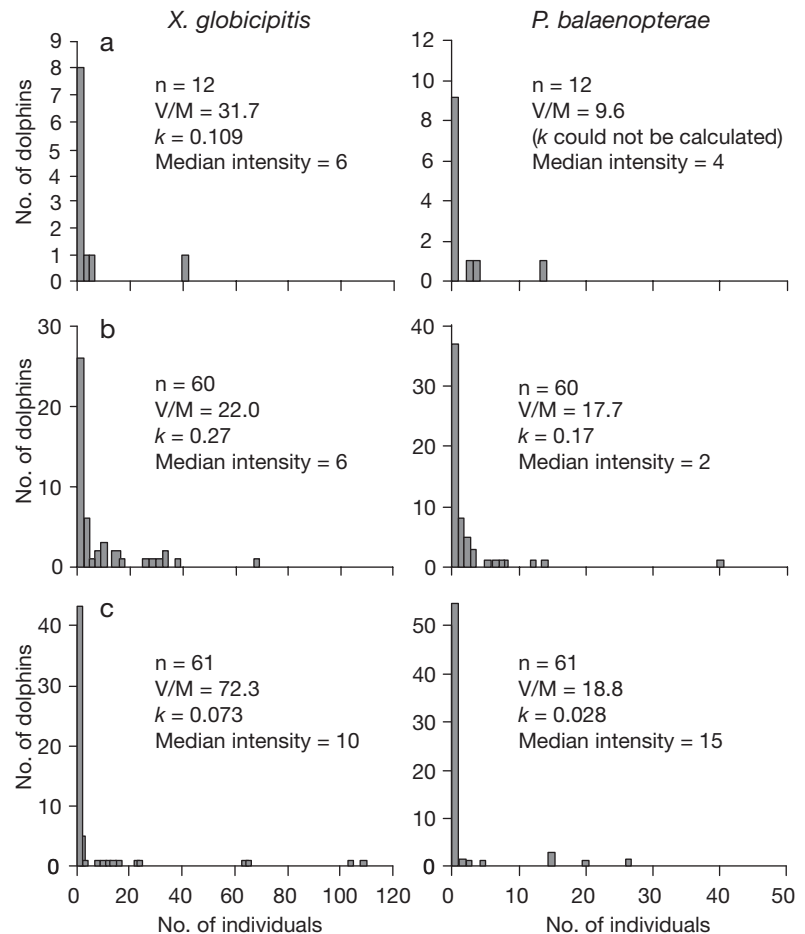 X. globicipitis
P. balaenopterae
a
No. of dolphins
9
8
7
6
5
4
3
2
1
0
n = 12
V/M = 31.7
k = 0.109
Median intensity = 6
12
10
8
6
4
2
0
n = 12
V/M = 9.6
(k could not be calculated)
Median intensity = 4
b
No. of dolphins
30
20
10
0
n = 60
V/M = 22.0
k = 0.27
Median intensity = 6
40
30
20
10
0
n = 60
V/M = 17.7
k = 0.17
Median intensity = 2
c
No. of dolphins
40
30
20
10
0
n = 61
V/M = 72.3
k = 0.073
Median intensity = 10
0 20 40 60 80 100 120
No. of individuals
50
40
30
20
10
0
n = 61
V/M = 18.8
k = 0.028
Median intensity = 15
0 10 20 30 40 50
No. of individuals